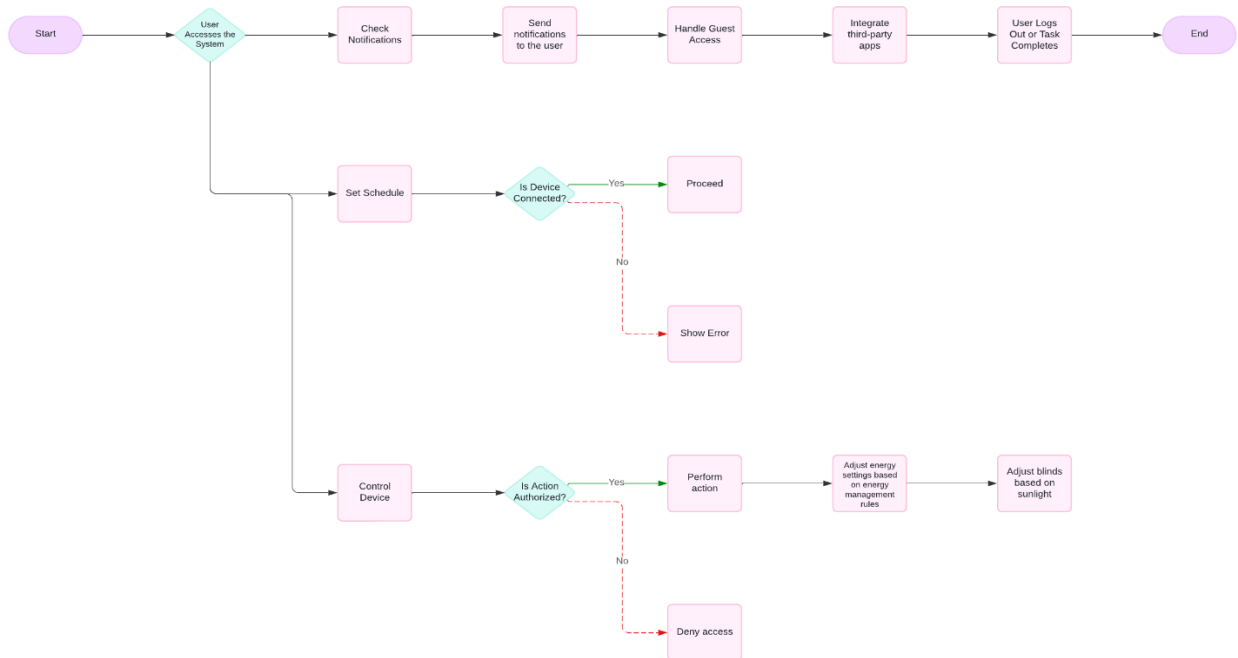 Start
User
Accesses the
System
Check
Notifications
Send
notifications
to the user
Handle Guest
Access
Integrate
third-party
apps
User Logs
Out or Task
Completes
End
Set Schedule
Is Device
Connected?
Yes
Proceed
No
Show Error
Control
Device
Is Action
Authorized?
Yes
Perform
action
Adjust energy
settings based
on energy
management
rules
Adjust blinds
based on
sunlight
No
Deny access